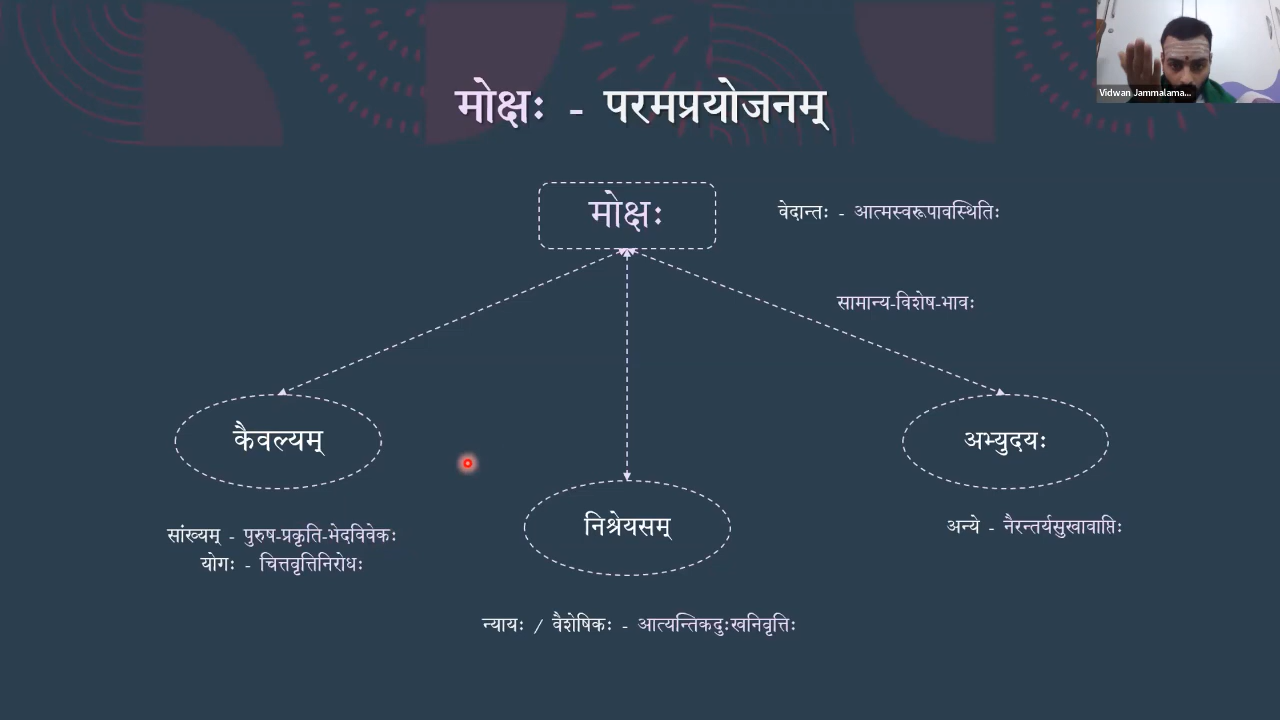 Vidwan Jammalama...
मोक्षः - परमप्रयोजनम्
मोक्षः
वेदान्तः - आत्मस्वरूपावस्थितिः
सामान्य-विशेष-भावः
कैवल्यम्
अभ्युदयः
निश्रेयसम्
सांख्यम् - पुरुष-प्रकृति-भेदविवेकः
योगः - चित्तवृत्तिनिरोधः
अन्ये - नैरन्तर्यसुखावाप्तिः
न्यायः / वैशेषिकः - आत्यन्तिकदुःखनिवृत्तिः